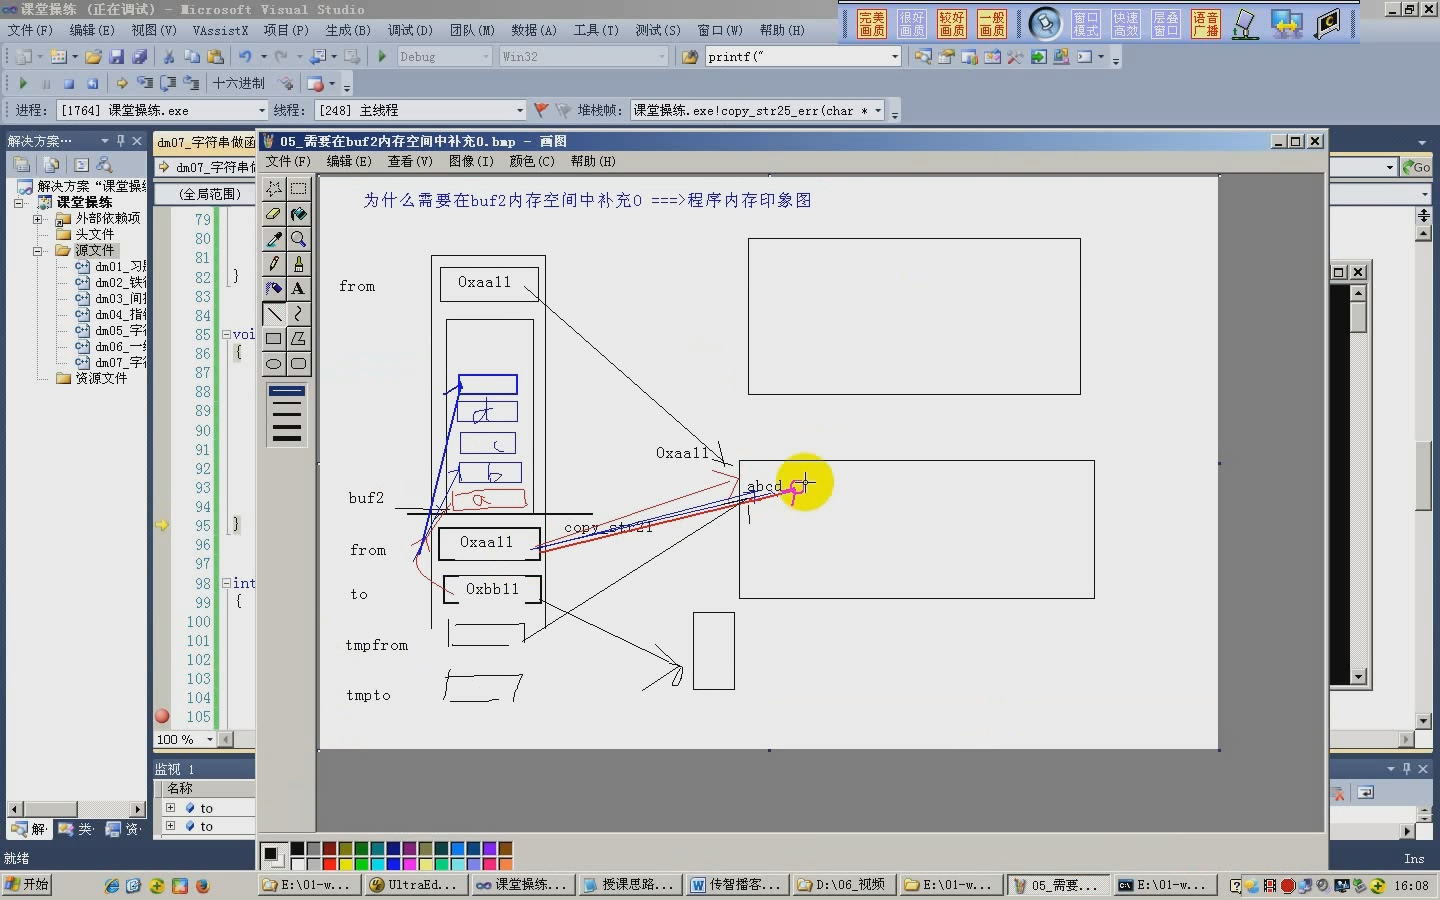 课堂操练 (正在调试) - Microsoft Visual Studio
文件(F) 编辑(E) 视图(V) VAssistX 项目(P) 生成(B) 调试(D) 团队(M) 数据(A) 工具(T) 测试(S) 窗口(W) 帮助(H)
完美画质 很好画质 较好画质 一般画质 窗口模式 快速高效 层叠窗口 语音广播
Debug Win32 printf("
十六进制
进程: [1764] 课堂操练.exe 线程: [248] 主线程 堆栈帧: 课堂操练.exe!copy_str25_err(char *
解决方案… dm07_字符串做函
dm07_字符串
(全局范围)
Go
解决方案“课堂操练
课堂操练
外部依赖项
头文件
源文件
dm01_习
dm02_铁
dm03_间
dm04_指
dm05_字
dm06_一
dm07_字
资源文件
79
80
81
82 }
83
84
85 voi
86 {
87
88
89
90
91
92
93
94
95 }
96
97
98 int
99 {
100
101
102
103
104
105
100 %
05_需要在buf2内存空间中补充0.bmp - 画图
文件(F) 编辑(E) 查看(V) 图像(I) 颜色(C) 帮助(H)
为什么需要在buf2内存空间中补充0 ===>程序内存印象图
from 0xaa11
d
c
b
a
buf2
0xaa11
abcd
copy_str21
from 0xaa11
to 0xbb11
tmpfrom
tmpto
监视 1
名称
to
to
解 类 资
就绪 Ins
开始 E:\01-w... UltraEd... 课堂操练... 授课思路... 传智播客... D:\06_视频 E:\01-w... 05_需要... E:\01-w... 16:08